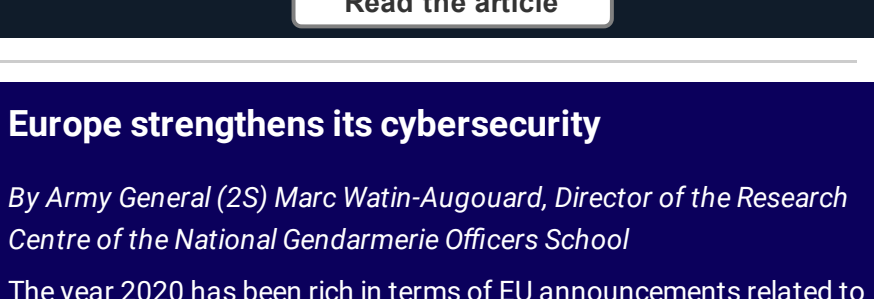 Read the article
Europe strengthens its cybersecurity
By Army General (2S) Marc Watin-Augouard, Director of the Research
Centre of the National Gendarmerie Officers School
The year 2020 has been rich in terms of EU announcements related to